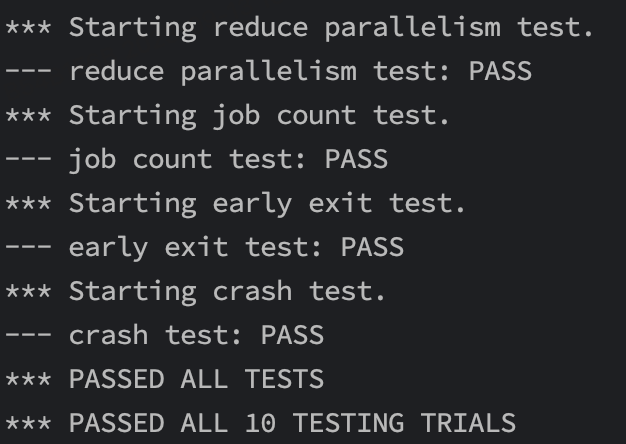 *** Starting reduce parallelism test.
--- reduce parallelism test: PASS
*** Starting job count test.
--- job count test: PASS
*** Starting early exit test.
--- early exit test: PASS
*** Starting crash test.
--- crash test: PASS
*** PASSED ALL TESTS
*** PASSED ALL 10 TESTING TRIALS